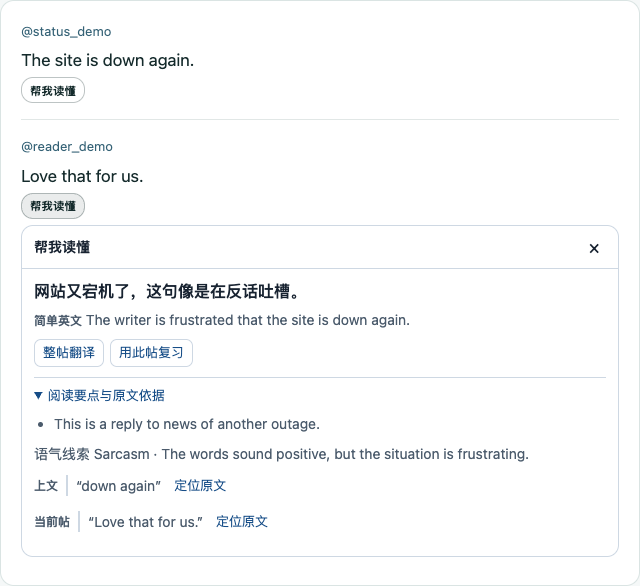 @status_demo
The site is down again.
帮我读懂
@reader_demo
Love that for us.
帮我读懂
帮我读懂 ×
网站又宕机了，这句像是在反话吐槽。
简单英文 The writer is frustrated that the site is down again.
整帖翻译 用此帖复习
▼ 阅读要点与原文依据
• This is a reply to news of another outage.
语气线索 Sarcasm · The words sound positive, but the situation is frustrating.
上文 “down again” 定位原文
当前帖 “Love that for us.” 定位原文